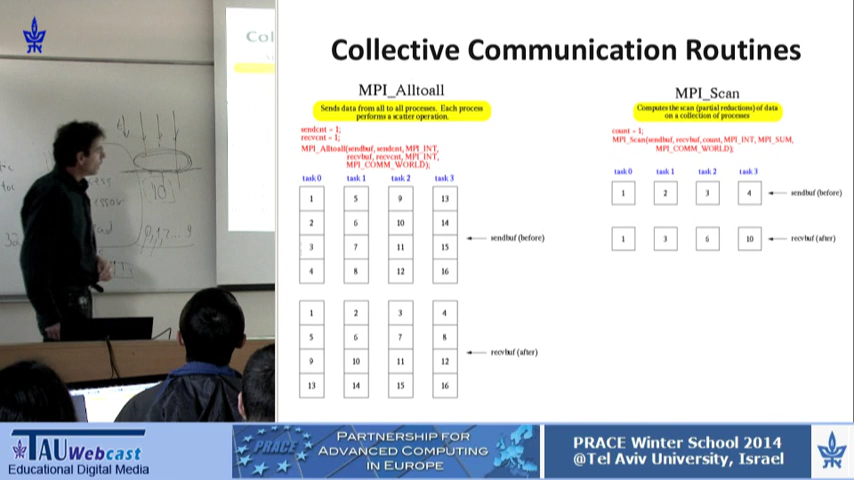 Col
Collective Communication Routines
MPI_Alltoall
Sends data from all to all processes. Each process
performs a scatter operation.
sendcnt = 1;
recvcnt = 1;
MPI_Alltoall(sendbuf, sendcnt, MPI_INT,
recvbuf, recvcnt, MPI_INT,
MPI_COMM_WORLD);
task 0 task 1 task 2 task 3
1 5 9 13
2 6 10 14
3 7 11 15
4 8 12 16
sendbuf (before)
1 2 3 4
5 6 7 8
9 10 11 12
13 14 15 16
recvbuf (after)
MPI_Scan
Computes the scan (partial reductions) of data
on a collection of processes
count = 1;
MPI_Scan(sendbuf, recvbuf, count, MPI_INT, MPI_SUM,
MPI_COMM_WORLD);
task 0 task 1 task 2 task 3
1 2 3 4 sendbuf (before)
1 3 6 10 recvbuf (after)
TAU Webcast
Educational Digital Media
PRACE
PARTNERSHIP FOR
ADVANCED COMPUTING
IN EUROPE
PRACE Winter School 2014
@Tel Aviv University, Israel